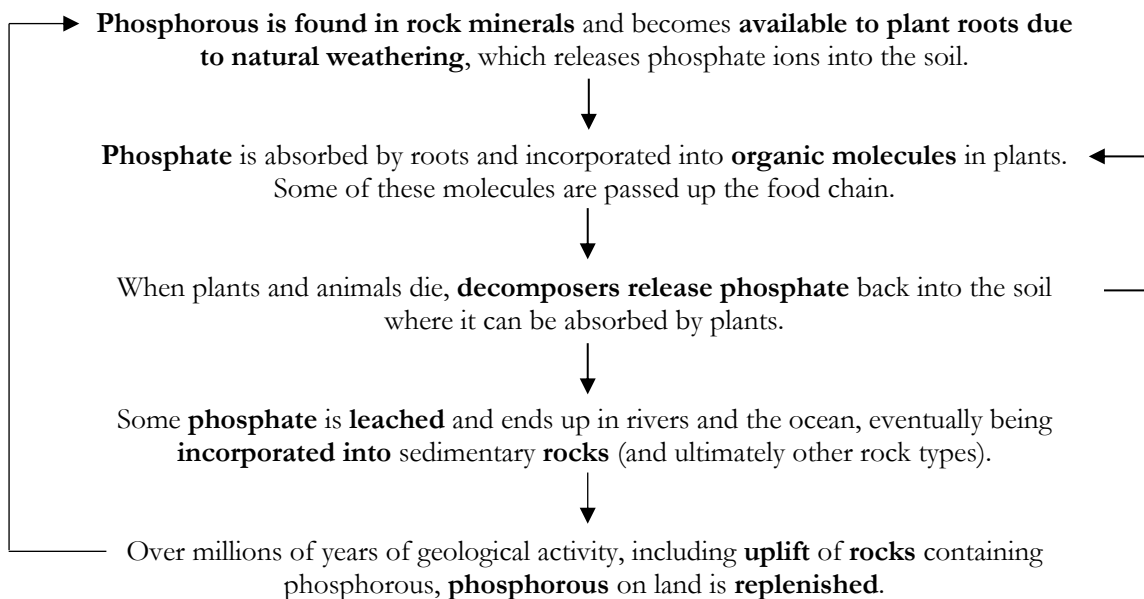 Phosphorous is found in rock minerals and becomes available to plant roots due
to natural weathering, which releases phosphate ions into the soil.
Phosphate is absorbed by roots and incorporated into organic molecules in plants.
Some of these molecules are passed up the food chain.
When plants and animals die, decomposers release phosphate back into the soil
where it can be absorbed by plants.
Some phosphate is leached and ends up in rivers and the ocean, eventually being
incorporated into sedimentary rocks (and ultimately other rock types).
Over millions of years of geological activity, including uplift of rocks containing
phosphorous, phosphorous on land is replenished.